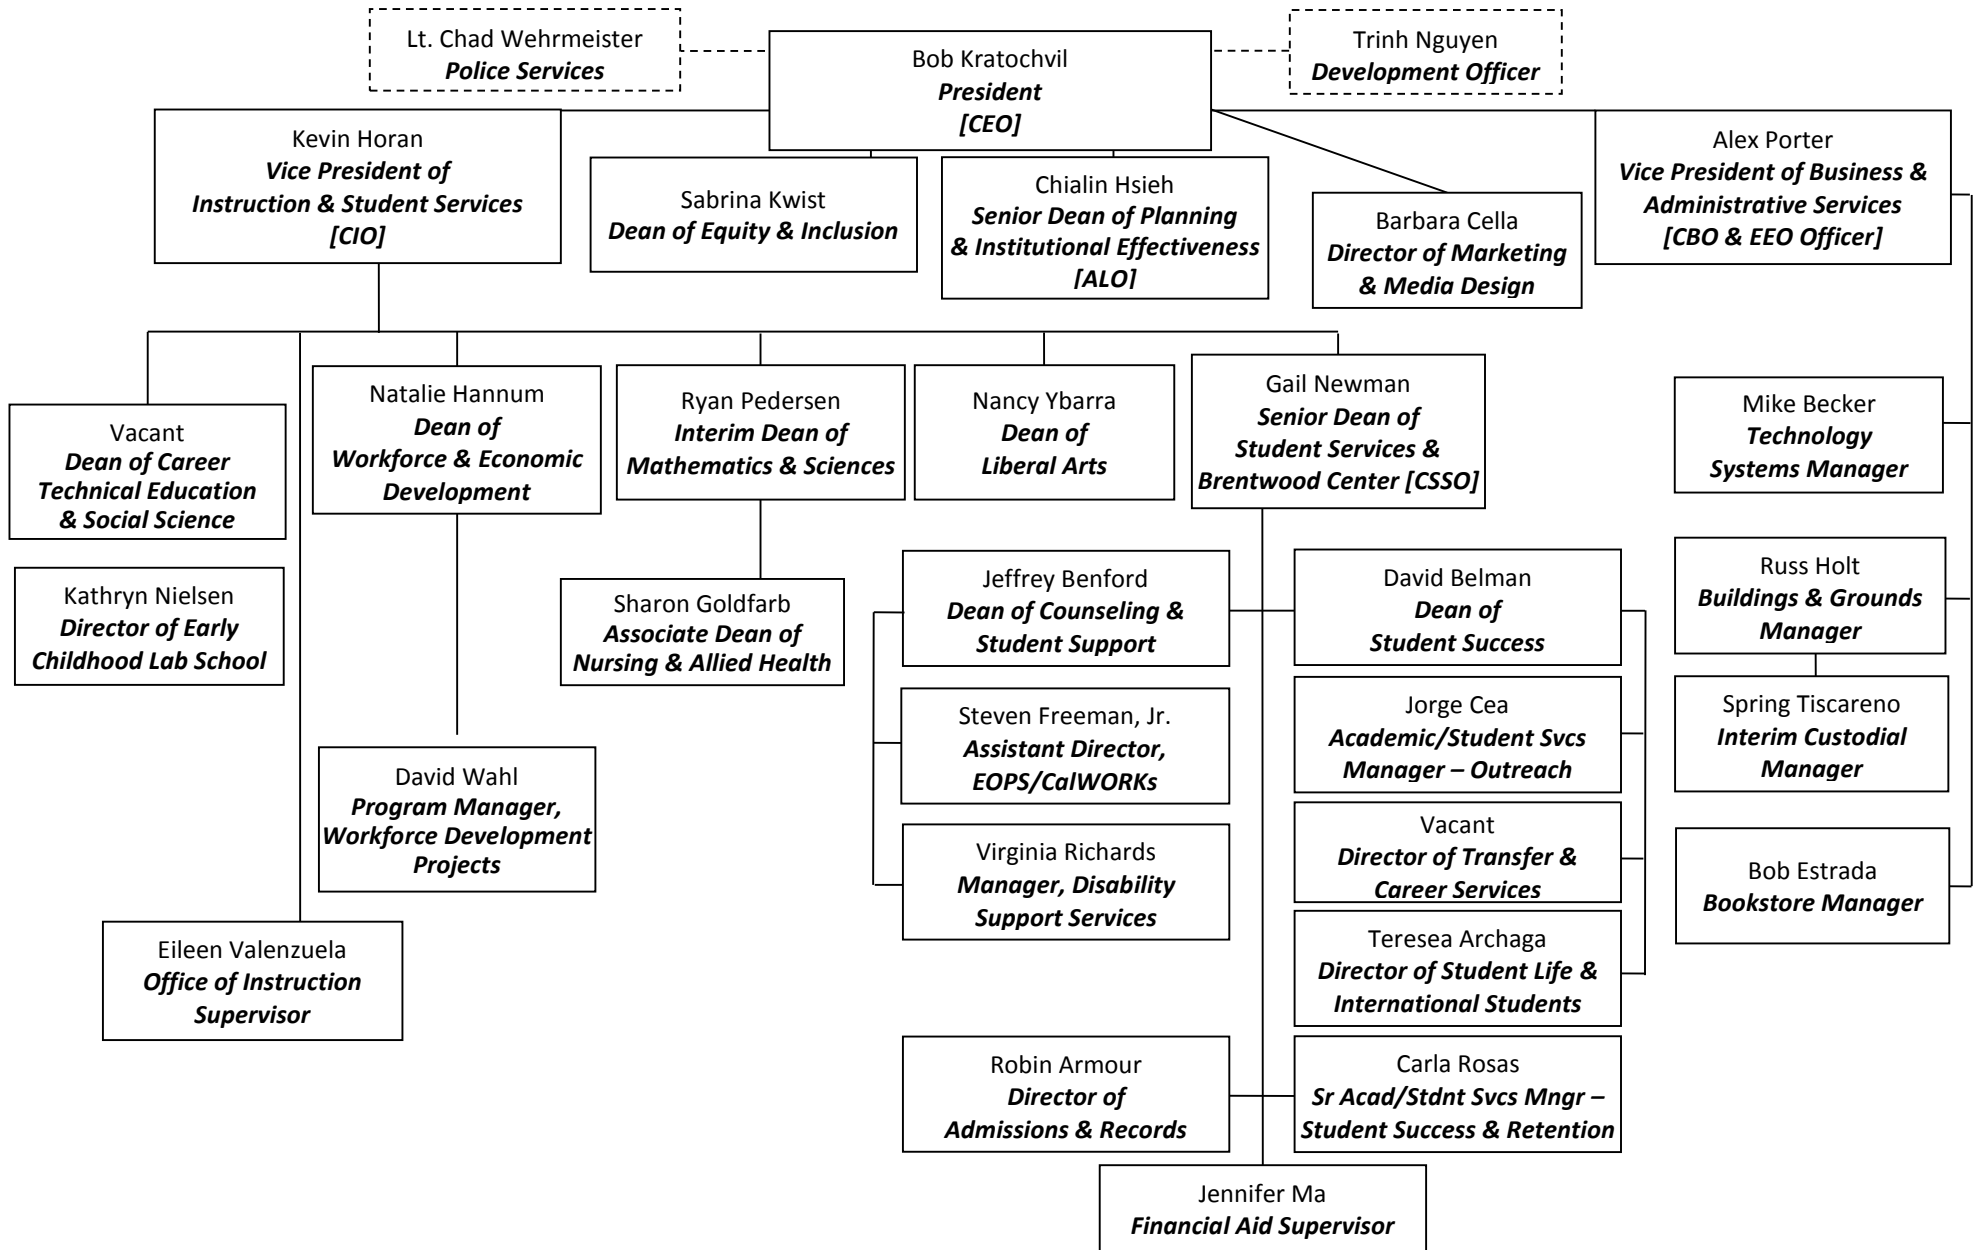 Lt. Chad Wehrmeister
Police Services
Bob Kratochvil
President
[CEO]
Trinh Nguyen
Development Officer
Kevin Horan
Vice President of
Instruction & Student Services
[CIO]
Sabrina Kwist
Dean of Equity & Inclusion
Chialin Hsieh
Senior Dean of Planning
& Institutional Effectiveness
[ALO]
Barbara Cella
Director of Marketing
& Media Design
Alex Porter
Vice President of Business &
Administrative Services
[CBO & EEO Officer]
Vacant
Dean of Career
Technical Education
& Social Science
Natalie Hannum
Dean of
Workforce & Economic
Development
Ryan Pedersen
Interim Dean of
Mathematics & Sciences
Nancy Ybarra
Dean of
Liberal Arts
Gail Newman
Senior Dean of
Student Services &
Brentwood Center [CSSO]
Mike Becker
Technology
Systems Manager
Kathryn Nielsen
Director of Early
Childhood Lab School
Sharon Goldfarb
Associate Dean of
Nursing & Allied Health
Jeffrey Benford
Dean of Counseling &
Student Support
David Belman
Dean of
Student Success
Russ Holt
Buildings & Grounds
Manager
Steven Freeman, Jr.
Assistant Director,
EOPS/CalWORKs
Jorge Cea
Academic/Student Svcs
Manager – Outreach
Spring Tiscareno
Interim Custodial
Manager
David Wahl
Program Manager,
Workforce Development
Projects
Virginia Richards
Manager, Disability
Support Services
Vacant
Director of Transfer &
Career Services
Bob Estrada
Bookstore Manager
Eileen Valenzuela
Office of Instruction
Supervisor
Teresea Archaga
Director of Student Life &
International Students
Robin Armour
Director of
Admissions & Records
Carla Rosas
Sr Acad/Stdnt Svcs Mngr –
Student Success & Retention
Jennifer Ma
Financial Aid Supervisor